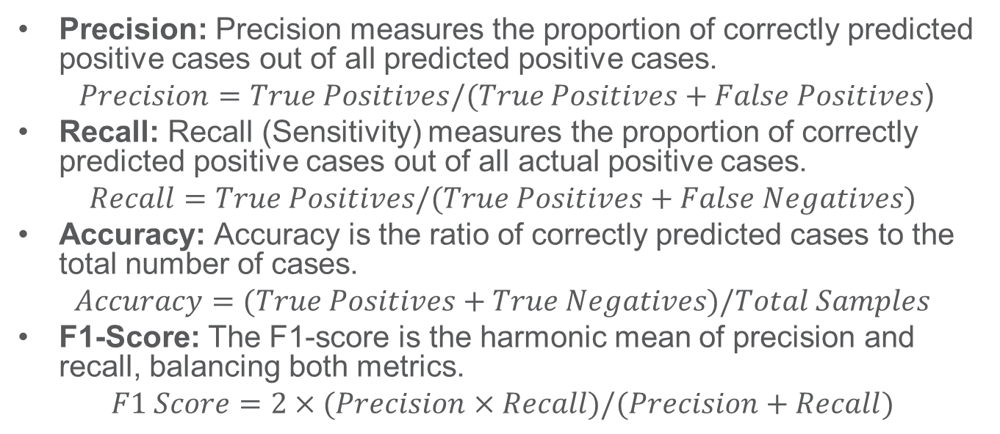 • Precision: Precision measures the proportion of correctly predicted
positive cases out of all predicted positive cases.
Precision = True Positives/(True Positives + False Positives)
• Recall: Recall (Sensitivity) measures the proportion of correctly
predicted positive cases out of all actual positive cases.
Recall = True Positives/(True Positives + False Negatives)
• Accuracy: Accuracy is the ratio of correctly predicted cases to the
total number of cases.
Accuracy = (True Positives + True Negatives)/Total Samples
• F1-Score: The F1-score is the harmonic mean of precision and
recall, balancing both metrics.
F1 Score = 2 × (Precision × Recall)/(Precision + Recall)